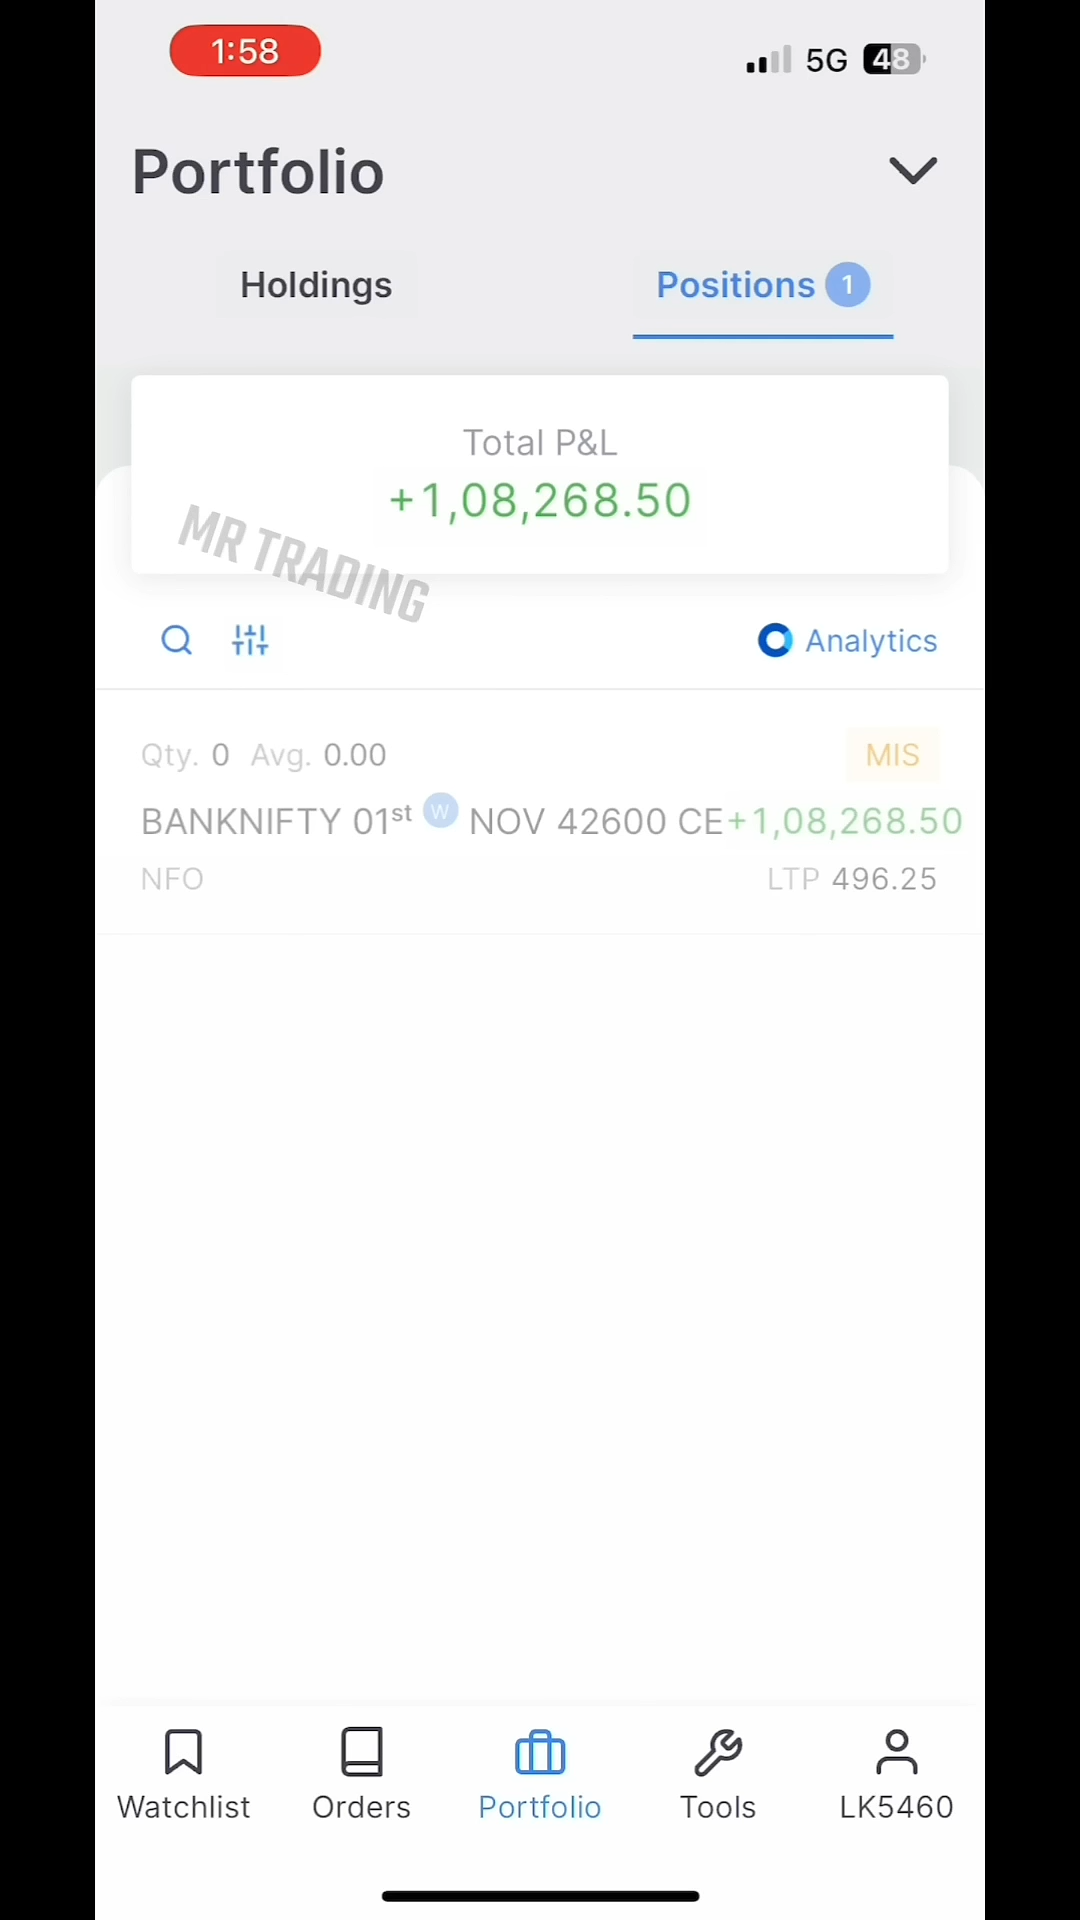 1:58 5G 48
Portfolio
Holdings Positions 1
Total P&L
+1,08,268.50
MR TRADING
Analytics
Qty. 0 Avg. 0.00 MIS
BANKNIFTY 01st W NOV 42600 CE +1,08,268.50
NFO LTP 496.25
Watchlist Orders Portfolio Tools LK5460